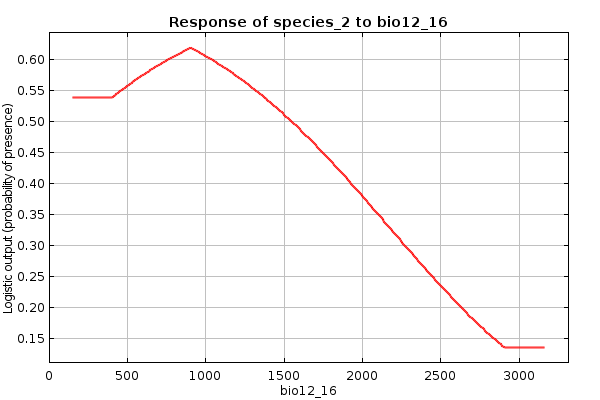 Response of species_2 to bio12_16
Logistic output (probability of presence)
0.60
0.55
0.50
0.45
0.40
0.35
0.30
0.25
0.20
0.15
0 500 1000 1500 2000 2500 3000
bio12_16